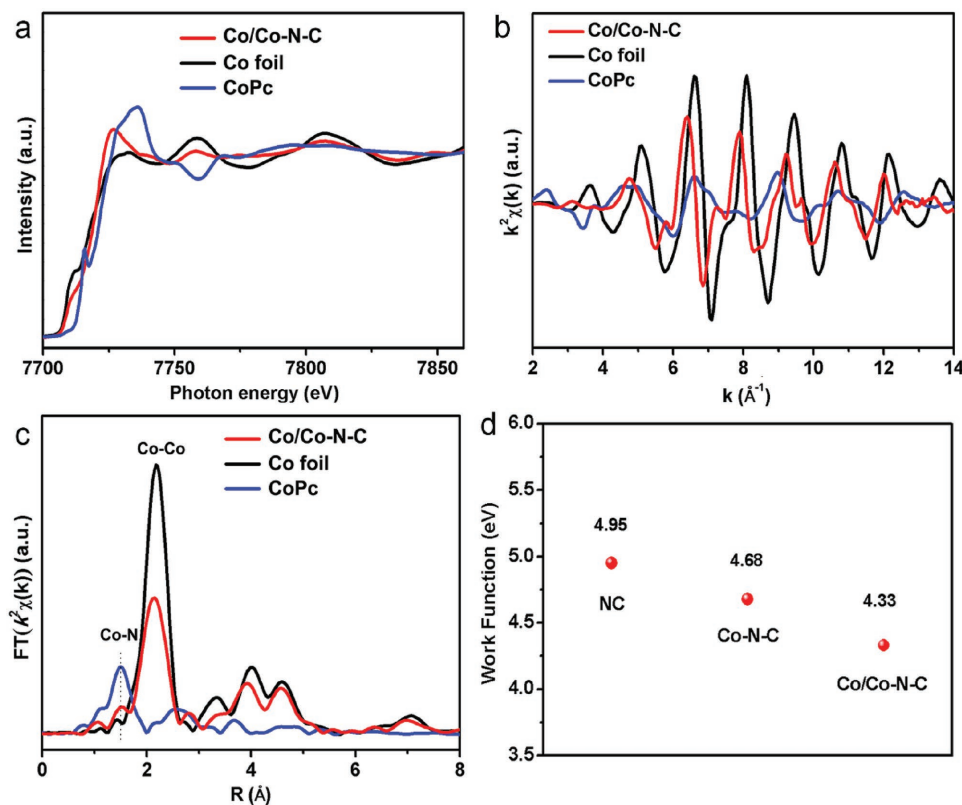 a
Co/Co-N-C
Co foil
CoPc
Intensity (a.u.)
7700 7750 7800 7850
Photon energy (eV)
b
Co/Co-N-C
Co foil
CoPc
k²χ(k) (a.u.)
2 4 6 8 10 12 14
k (Å⁻¹)
c
Co-Co
Co/Co-N-C
Co foil
CoPc
Co-N
FT(k²χ(k)) (a.u.)
0 2 4 6 8
R (Å)
d
6.0
5.5
5.0
4.5
4.0
3.5
Work Function (eV)
4.95
NC
4.68
Co-N-C
4.33
Co/Co-N-C